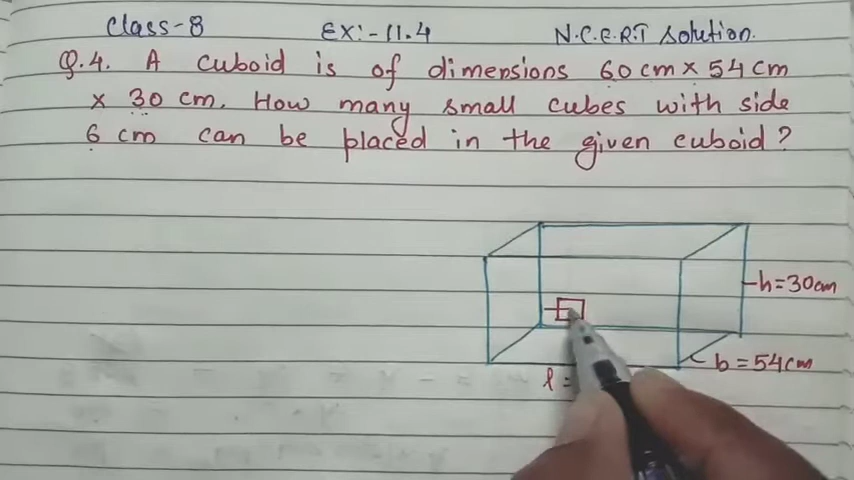 Class-8 EX:-11.4 N.C.E.R.T Solution.
Q.4. A cuboid is of dimensions 60 cm x 54 cm
x 30 cm. How many small cubes with side
6 cm can be placed in the given cuboid?
h=30cm
b=54cm
l=